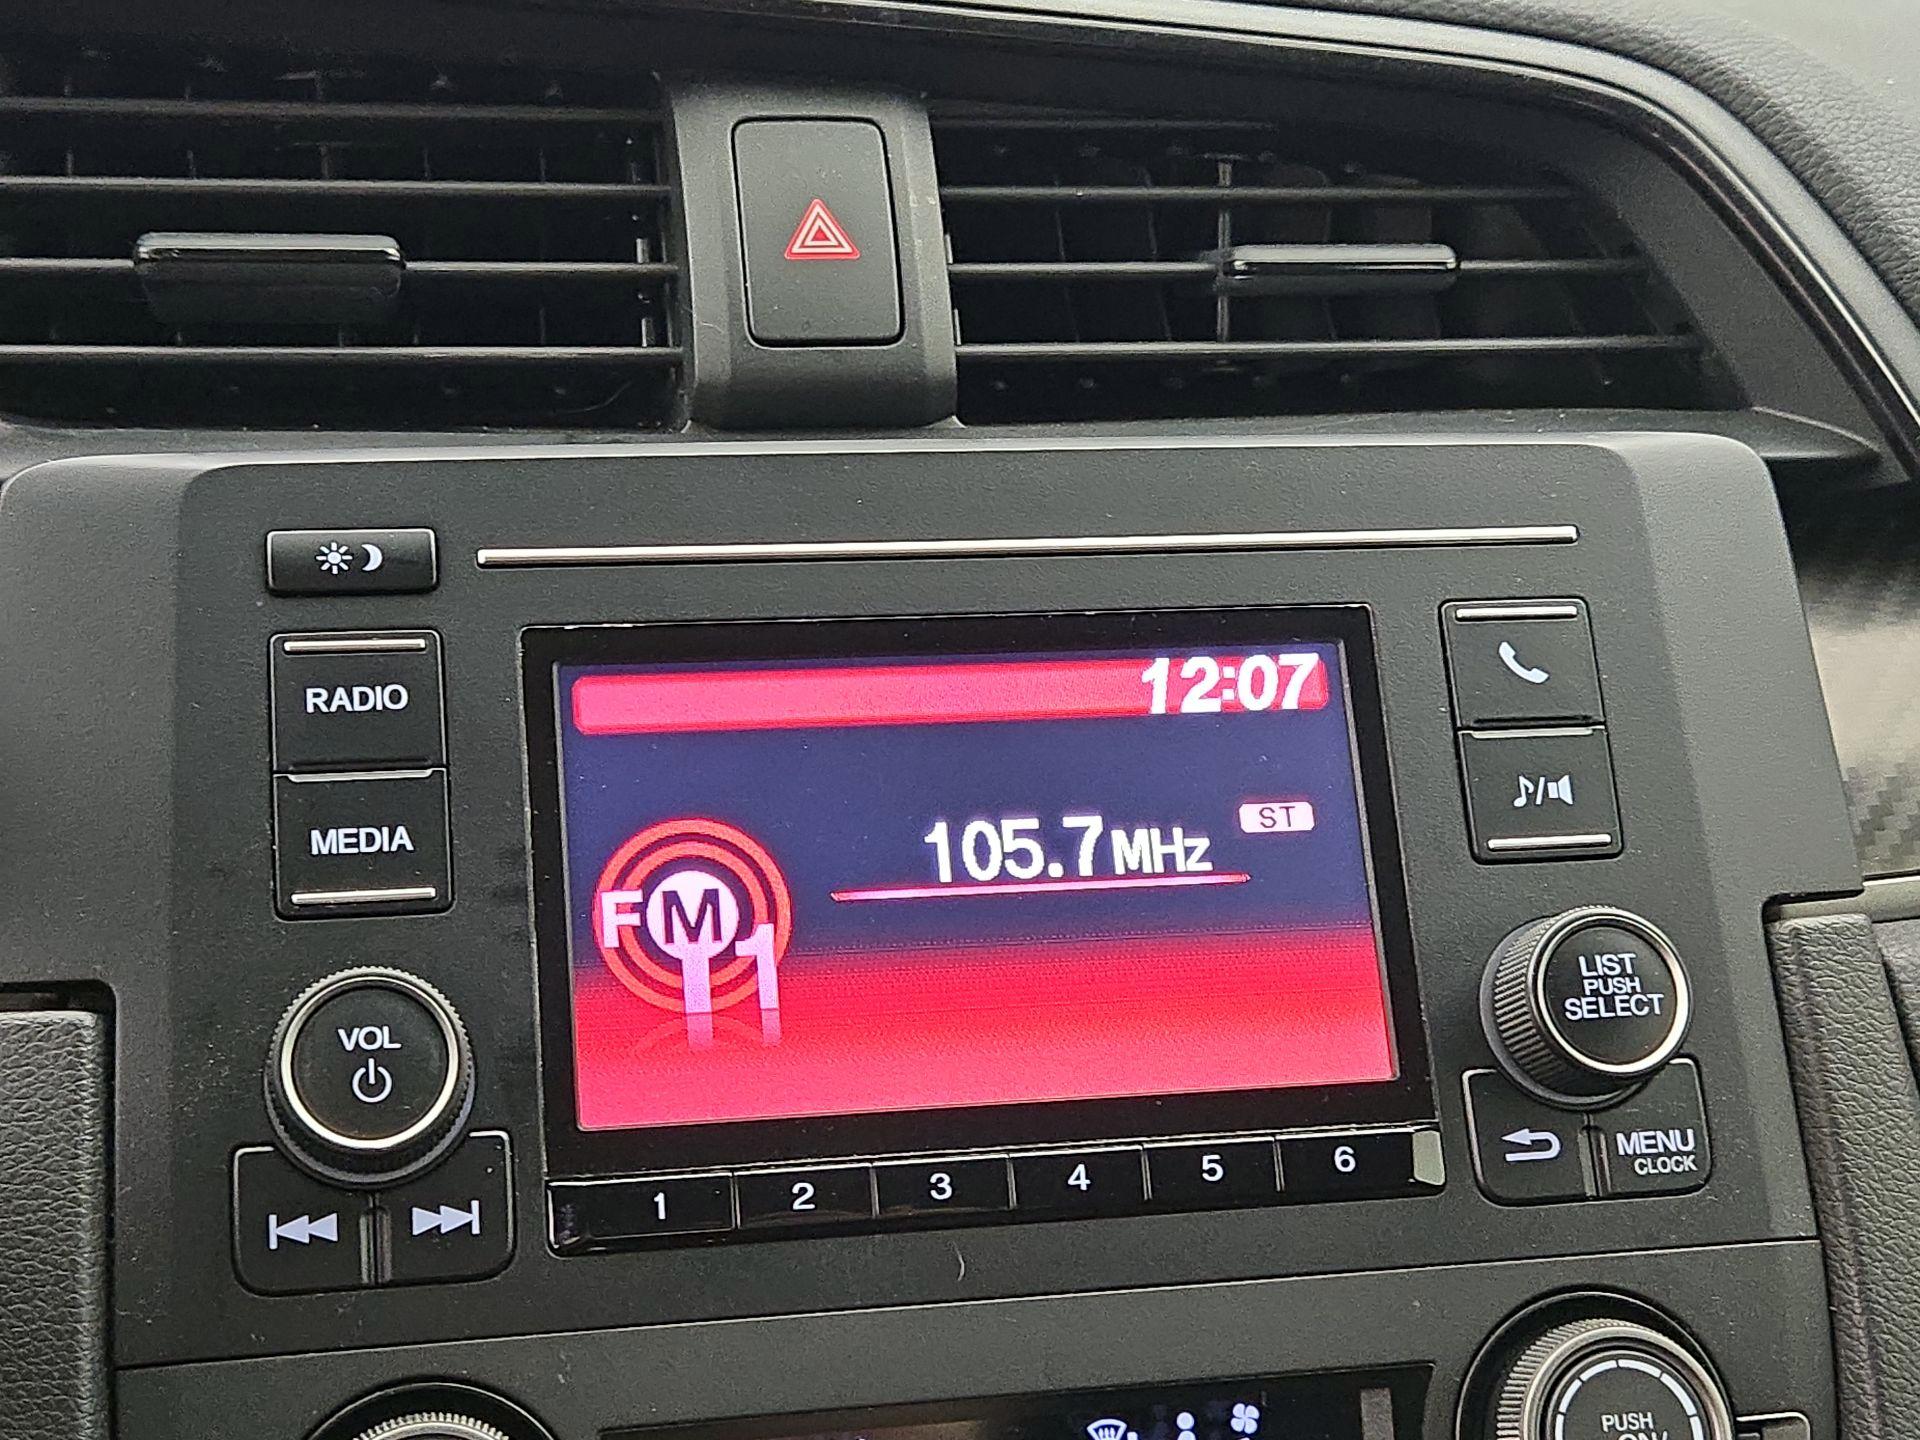 RADIO
MEDIA
VOL
12:07
105.7MHz
ST
FM
1
1 2 3 4 5 6
LIST
PUSH
SELECT
MENU
CLOCK
PUSH
ON/